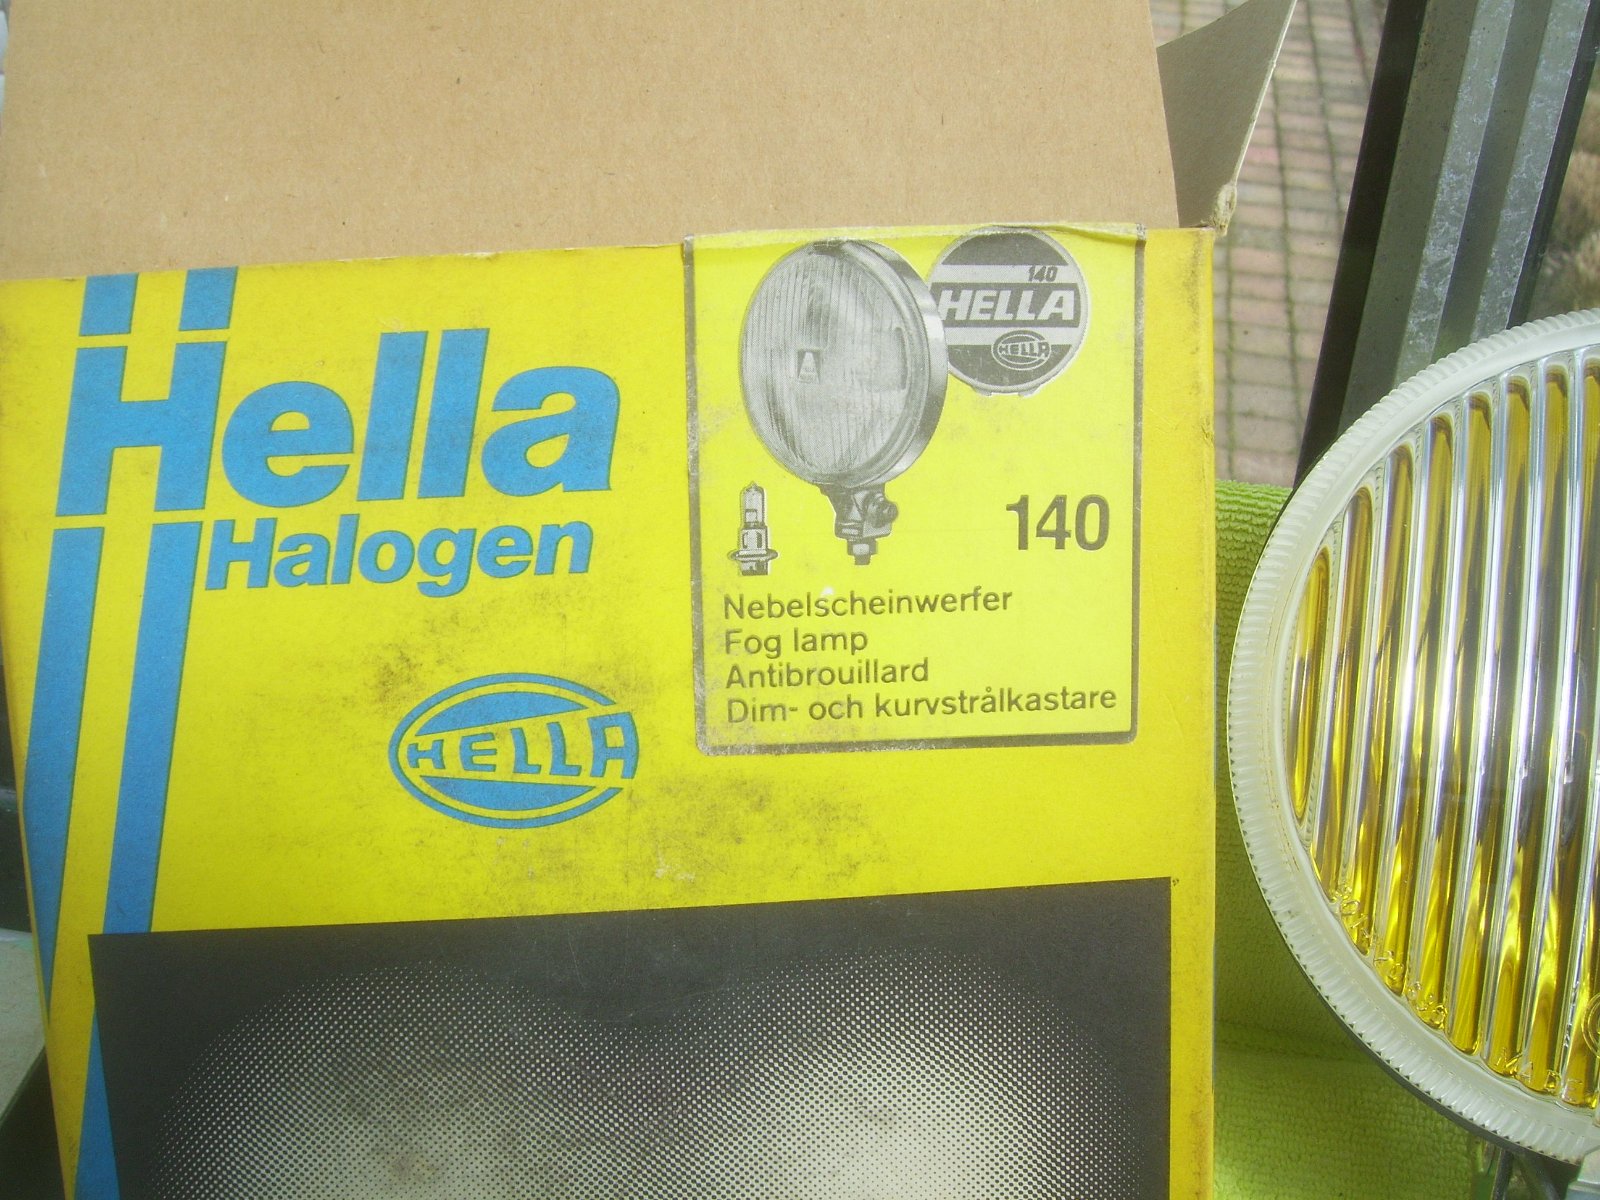 Hella
Halogen
HELLA
140
HELLA
HELLA
140
Nebelscheinwerfer
Fog lamp
Antibrouillard
Dim- och kurvstrålkastare